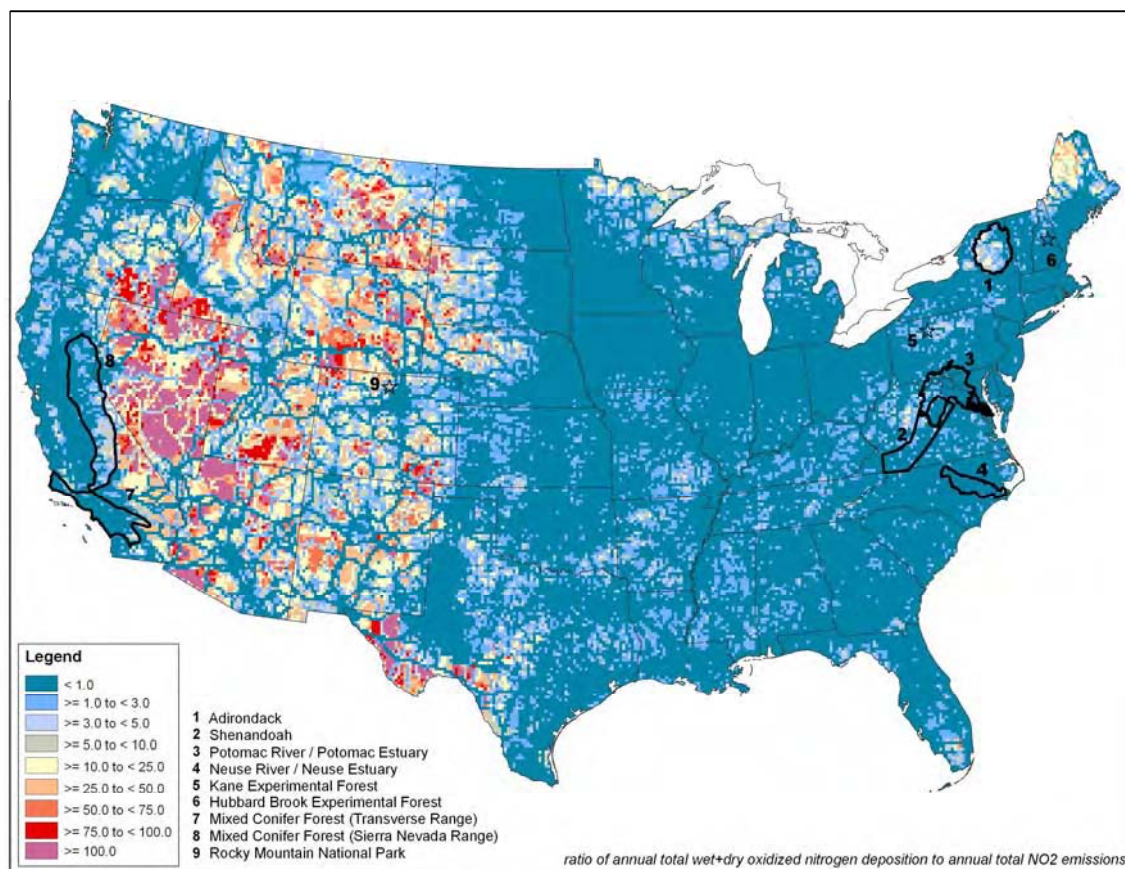 8
9
7
1
6
5
3
2
4
Legend
< 1.0
>= 1.0 to < 3.0
>= 3.0 to < 5.0
>= 5.0 to < 10.0
>= 10.0 to < 25.0
>= 25.0 to < 50.0
>= 50.0 to < 75.0
>= 75.0 to < 100.0
>= 100.0
1 Adirondack
2 Shenandoah
3 Potomac River / Potomac Estuary
4 Neuse River / Neuse Estuary
5 Kane Experimental Forest
6 Hubbard Brook Experimental Forest
7 Mixed Conifer Forest (Transverse Range)
8 Mixed Conifer Forest (Sierra Nevada Range)
9 Rocky Mountain National Park
ratio of annual total wet+dry oxidized nitrogen deposition to annual total NO2 emissions